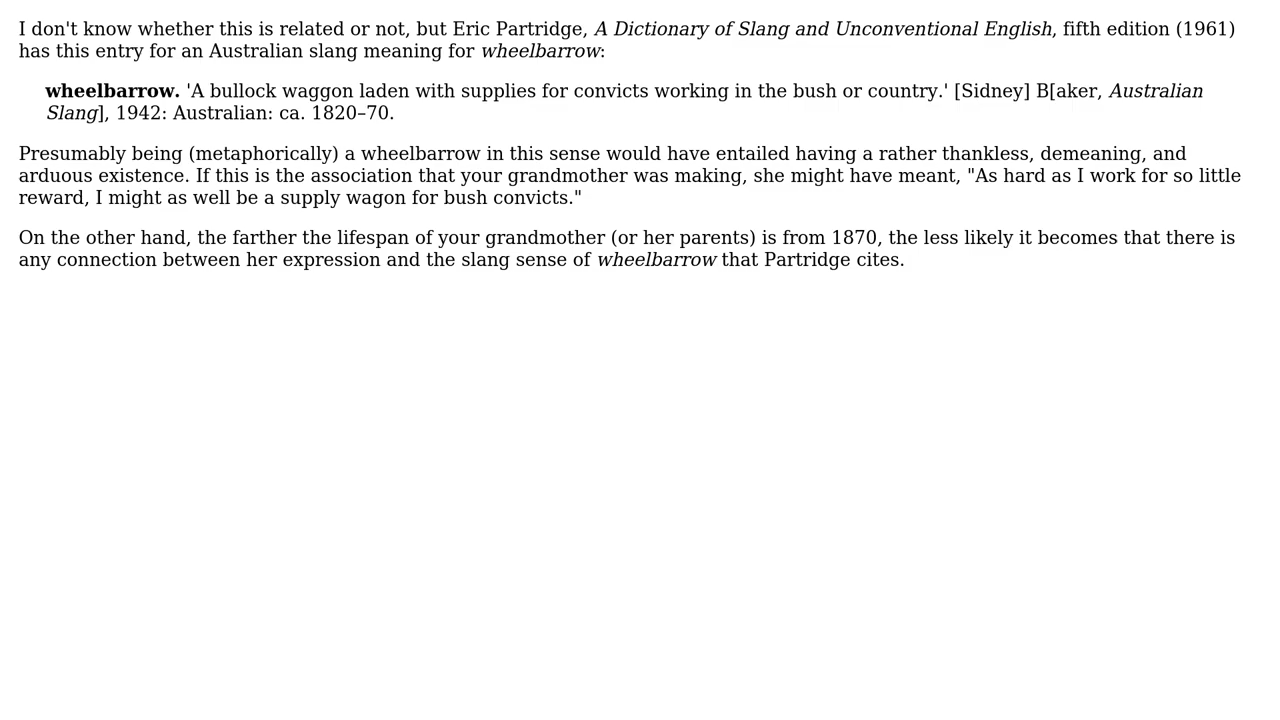 I don't know whether this is related or not, but Eric Partridge, A Dictionary of Slang and Unconventional English, fifth edition (1961)
has this entry for an Australian slang meaning for wheelbarrow:
wheelbarrow. 'A bullock waggon laden with supplies for convicts working in the bush or country.' [Sidney] B[aker, Australian
Slang], 1942: Australian: ca. 1820–70.
Presumably being (metaphorically) a wheelbarrow in this sense would have entailed having a rather thankless, demeaning, and
arduous existence. If this is the association that your grandmother was making, she might have meant, "As hard as I work for so little
reward, I might as well be a supply wagon for bush convicts."
On the other hand, the farther the lifespan of your grandmother (or her parents) is from 1870, the less likely it becomes that there is
any connection between her expression and the slang sense of wheelbarrow that Partridge cites.